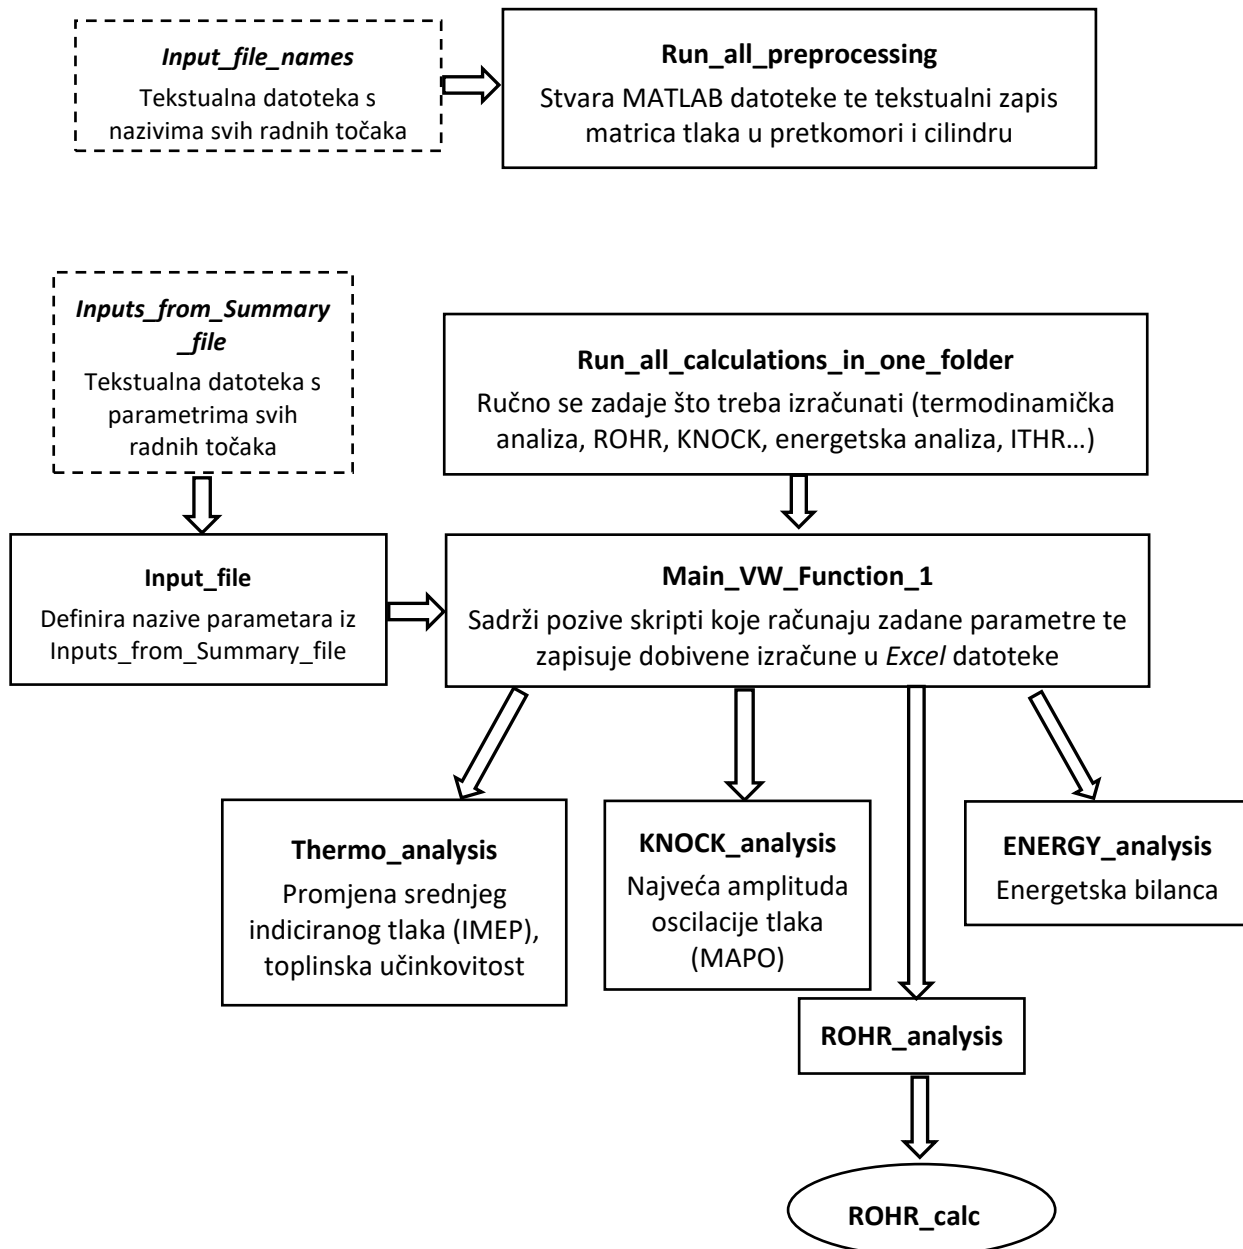 Input_file_names
Tekstualna datoteka s
nazivima svih radnih točaka
Run_all_preprocessing
Stvara MATLAB datoteke te tekstualni zapis
matrica tlaka u pretkomori i cilindru
Inputs_from_Summary
_file
Tekstualna datoteka s
parametrima svih
radnih točaka
Run_all_calculations_in_one_folder
Ručno se zadaje što treba izračunati (termodinamička
analiza, ROHR, KNOCK, energetska analiza, ITHR…)
Input_file
Definira nazive parametara iz
Inputs_from_Summary_file
Main_VW_Function_1
Sadrži pozive skripti koje računaju zadane parametre te
zapisuje dobivene izračune u Excel datoteke
Thermo_analysis
Promjena srednjeg
indiciranog tlaka (IMEP),
toplinska učinkovitost
KNOCK_analysis
Najveća amplituda
oscilacije tlaka
(MAPO)
ENERGY_analysis
Energetska bilanca
ROHR_analysis
ROHR_calc